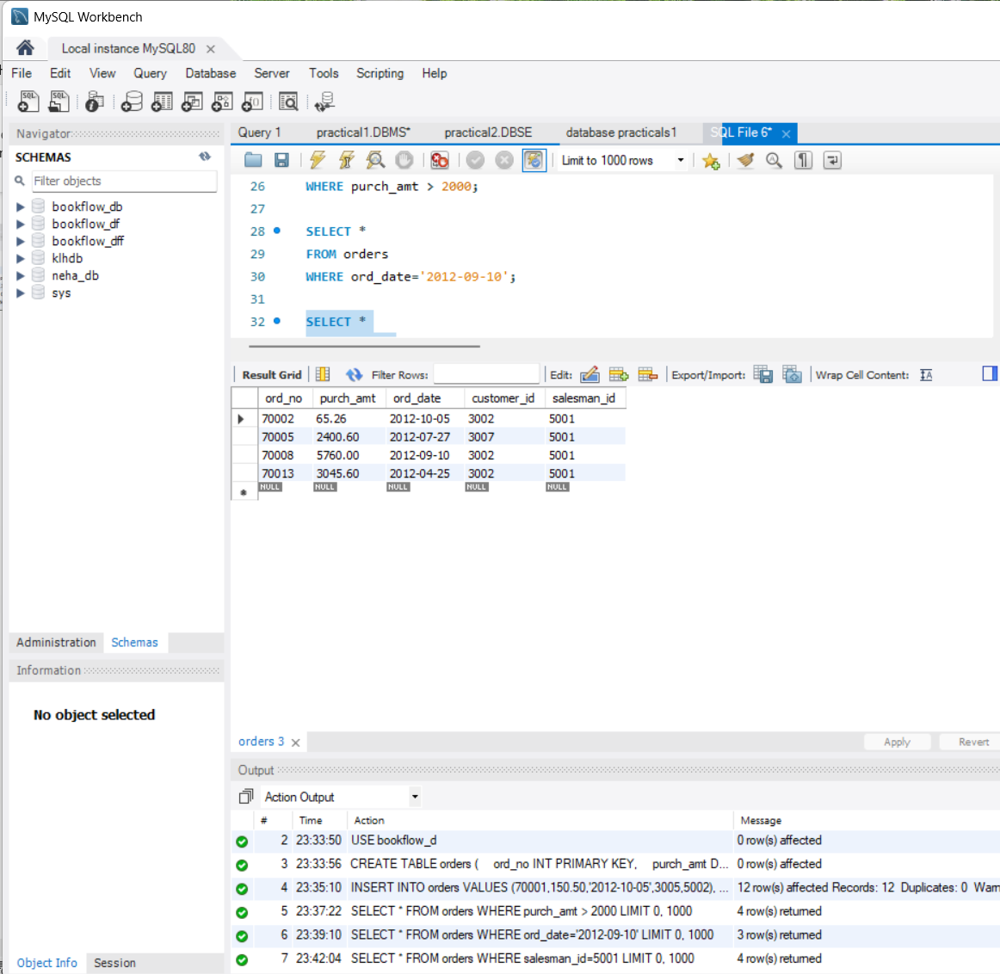 MySQL Workbench
Local instance MySQL80
File Edit View Query Database Server Tools Scripting Help
Navigator
SCHEMAS
Filter objects
bookflow_db
bookflow_df
bookflow_dff
klhdb
neha_db
sys
Administration Schemas
Information
No object selected
Object Info Session
Query 1 practical1.DBMS* practical2.DBSE database practicals1 SQL File 6*
Limit to 1000 rows
26 WHERE purch_amt > 2000;
27
28 SELECT *
29 FROM orders
30 WHERE ord_date='2012-09-10';
31
32 SELECT *
Result Grid Filter Rows: Edit: Export/Import: Wrap Cell Content:
ord_no purch_amt ord_date customer_id salesman_id
70002 65.26 2012-10-05 3002 5001
70005 2400.60 2012-07-27 3007 5001
70008 5760.00 2012-09-10 3002 5001
70013 3045.60 2012-04-25 3002 5001
NULL NULL NULL NULL NULL
orders 3
Apply Revert
Output
Action Output
# Time Action Message
2 23:33:50 USE bookflow_d 0 row(s) affected
3 23:33:56 CREATE TABLE orders ( ord_no INT PRIMARY KEY, purch_amt D... 0 row(s) affected
4 23:35:10 INSERT INTO orders VALUES (70001,150.50,'2012-10-05',3005,5002), ... 12 row(s) affected Records: 12 Duplicates: 0 Warn
5 23:37:22 SELECT * FROM orders WHERE purch_amt > 2000 LIMIT 0, 1000 4 row(s) returned
6 23:39:10 SELECT * FROM orders WHERE ord_date='2012-09-10' LIMIT 0, 1000 3 row(s) returned
7 23:42:04 SELECT * FROM orders WHERE salesman_id=5001 LIMIT 0, 1000 4 row(s) returned